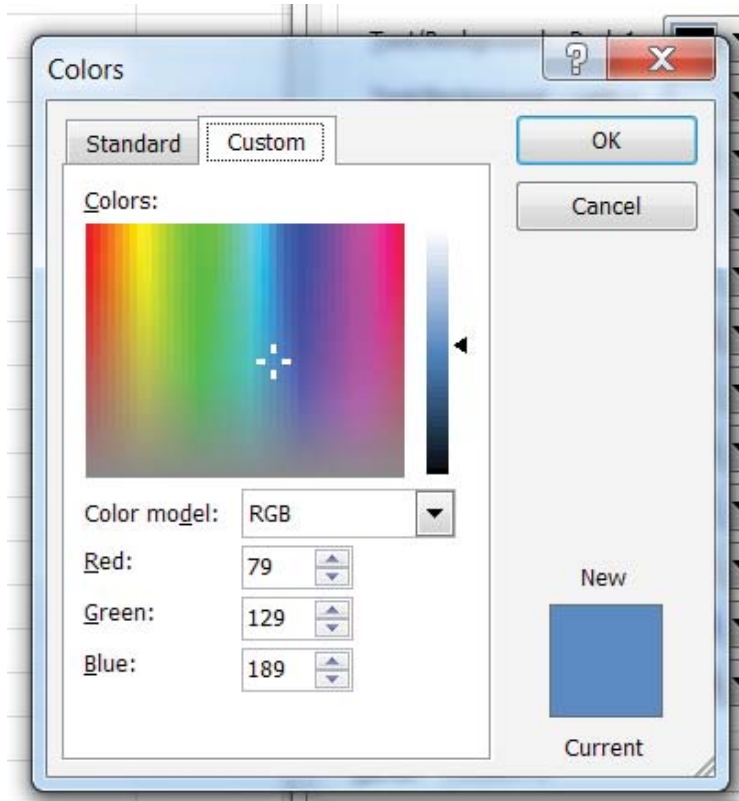 Colors
Standard
Custom
OK
Cancel
Colors:
Color model:
RGB
Red:
79
Green:
129
Blue:
189
New
Current